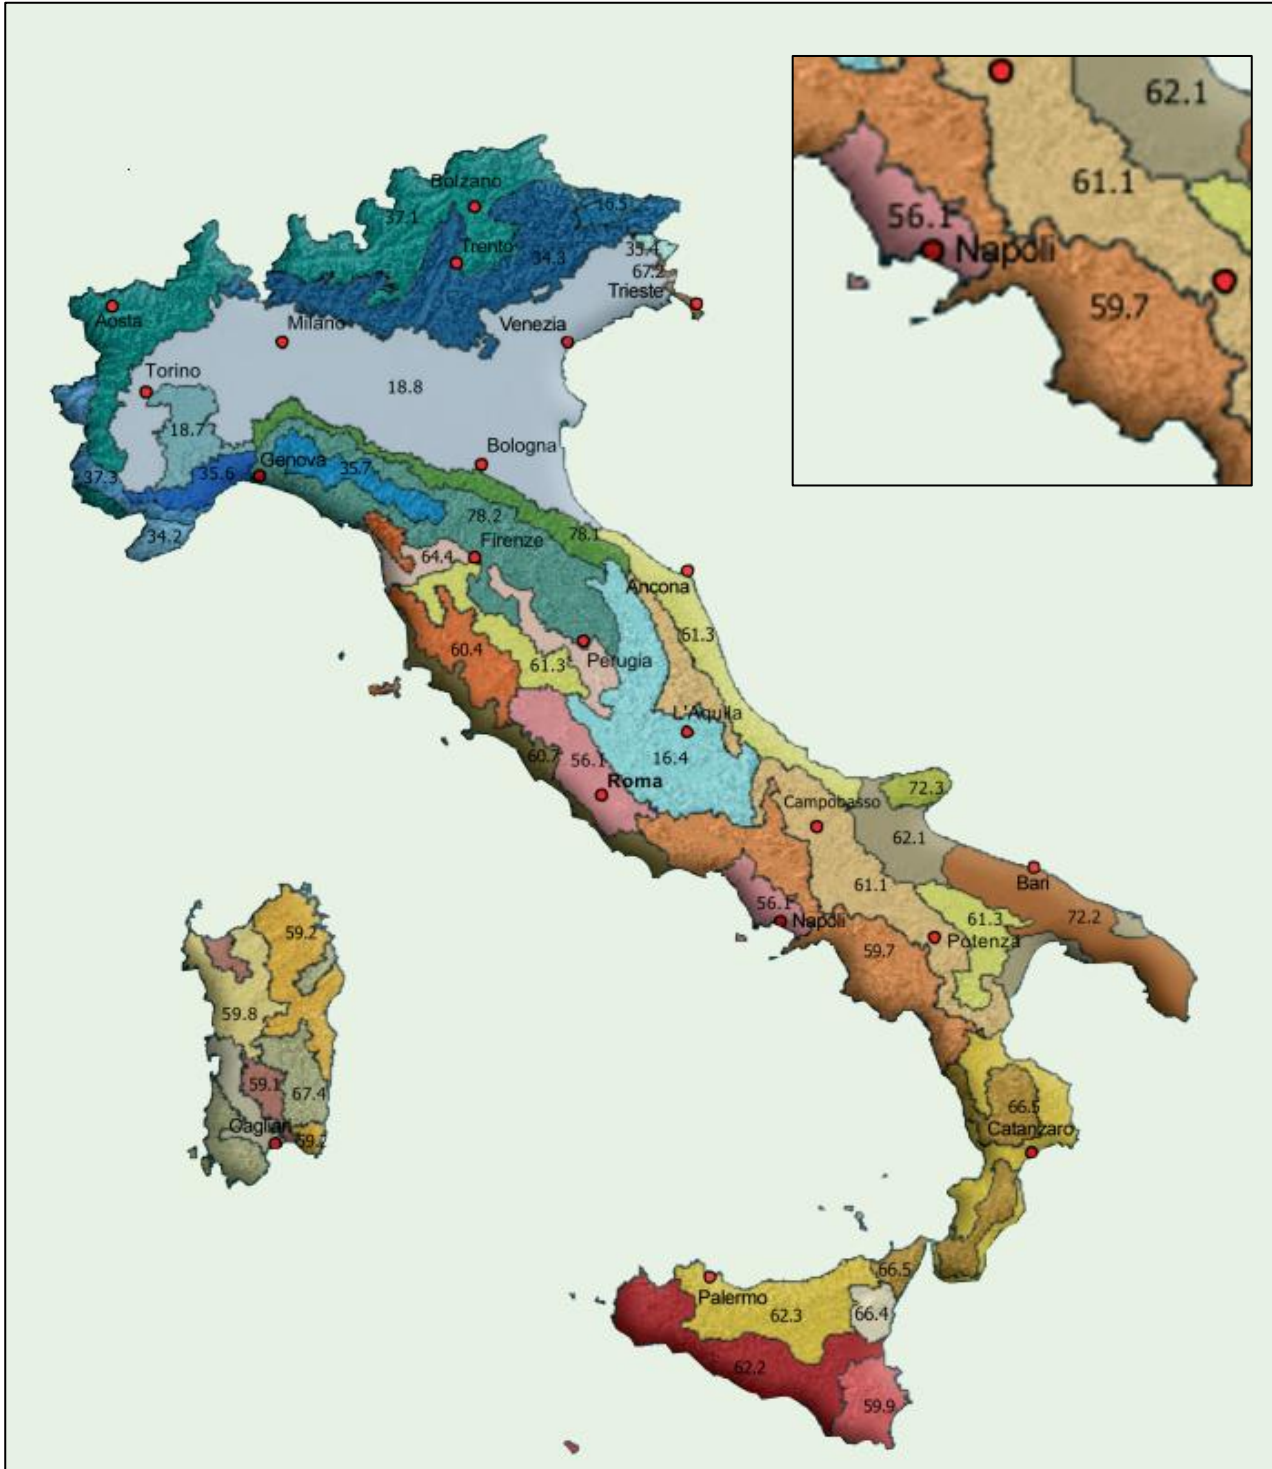 62.1
61.1
56.1
Napoli
59.7
Bolzano
37.1
16.5
Trento
34.3
35.4
67.2
Trieste
Aosta
Milano
Venezia
Torino
18.8
18.7
Bologna
Genova
35.7
37.3
35.6
78.2
34.2
78.1
Firenze
64.4
Ancona
61.3
60.4
Perugia
61.3
L'Aquila
60.7
56.1
16.4
Roma
72.3
Campobasso
62.1
Bari
61.1
56.1
61.3
72.2
Napoli
Potenza
59.7
59.2
59.8
59.1
67.4
Cagliari
59.2
66.5
Catanzaro
66.5
Palermo
62.3
66.4
62.2
59.9